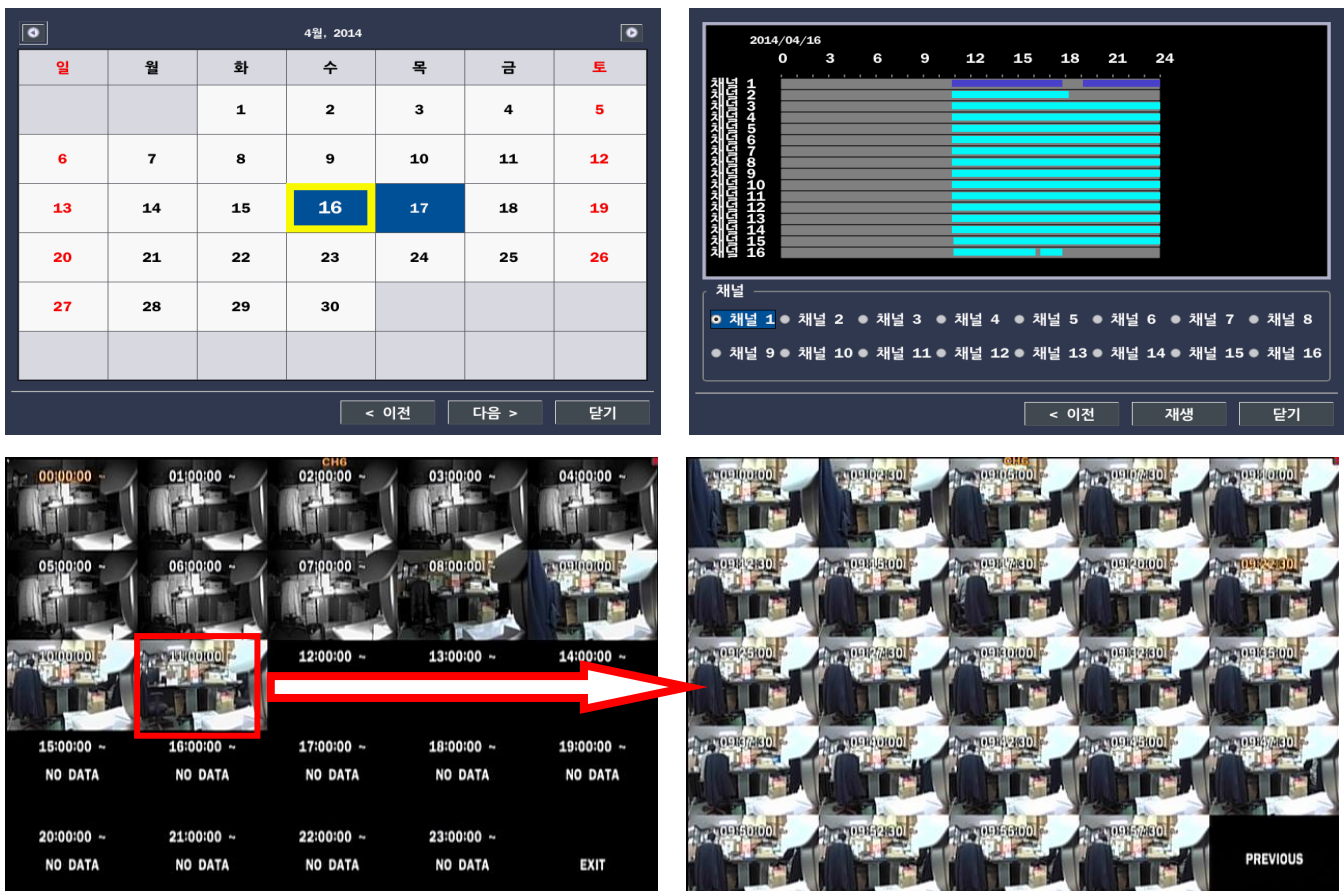 4월, 2014
일 월 화 수 목 금 토
1 2 3 4 5
6 7 8 9 10 11 12
13 14 15 16 17 18 19
20 21 22 23 24 25 26
27 28 29 30
< 이전 다음 > 닫기
2014/04/16
0 3 6 9 12 15 18 21 24
채널 1
채널 2
채널 3
채널 4
채널 5
채널 6
채널 7
채널 8
채널 9
채널 10
채널 11
채널 12
채널 13
채널 14
채널 15
채널 16
채널
채널 1 채널 2 채널 3 채널 4 채널 5 채널 6 채널 7 채널 8
채널 9 채널 10 채널 11 채널 12 채널 13 채널 14 채널 15 채널 16
< 이전 재생 닫기
CH6
00:00:00 ~ 01:00:00 ~ 02:00:00 ~ 03:00:00 ~ 04:00:00 ~
05:00:00 ~ 06:00:00 ~ 07:00:00 ~ 08:00:00 ~ 09:00:00 ~
10:00:00 ~ 11:00:00 ~ 12:00:00 ~ 13:00:00 ~ 14:00:00 ~
15:00:00 ~ 16:00:00 ~ 17:00:00 ~ 18:00:00 ~ 19:00:00 ~
NO DATA NO DATA NO DATA NO DATA NO DATA
20:00:00 ~ 21:00:00 ~ 22:00:00 ~ 23:00:00 ~
NO DATA NO DATA NO DATA NO DATA EXIT
CH6
09:00:00 ~ 09:02:30 ~ 09:05:00 ~ 09:07:30 ~ 09:10:00 ~
09:12:30 ~ 09:15:00 ~ 09:17:30 ~ 09:20:00 ~ 09:22:30 ~
09:25:00 ~ 09:27:30 ~ 09:30:00 ~ 09:32:30 ~ 09:35:00 ~
09:37:30 ~ 09:40:00 ~ 09:42:30 ~ 09:45:00 ~ 09:47:30 ~
09:50:00 ~ 09:52:30 ~ 09:55:00 ~ 09:57:30 ~ PREVIOUS